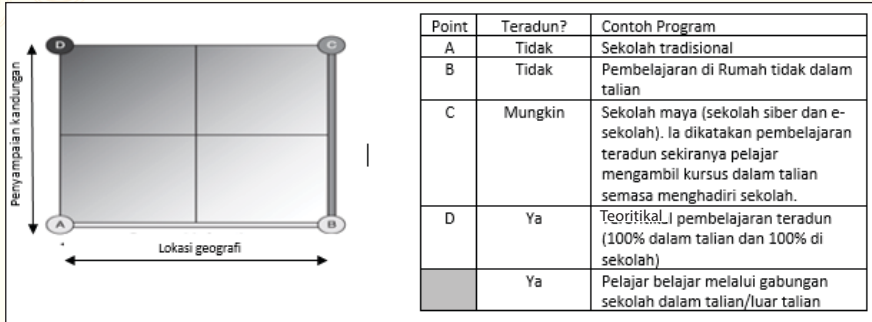 D
C
Penyampaian kandungan
A
B
Lokasi geografi
Point Teradun? Contoh Program
A Tidak Sekolah tradisional
B Tidak Pembelajaran di Rumah tidak dalam
talian
C Mungkin Sekolah maya (sekolah siber dan e-
sekolah). Ia dikatakan pembelajaran
teradun sekiranya pelajar
mengambil kursus dalam talian
semasa menghadiri sekolah.
D Ya Teoritikal I pembelajaran teradun
(100% dalam talian dan 100% di
sekolah)
Ya Pelajar belajar melalui gabungan
sekolah dalam talian/luar talian